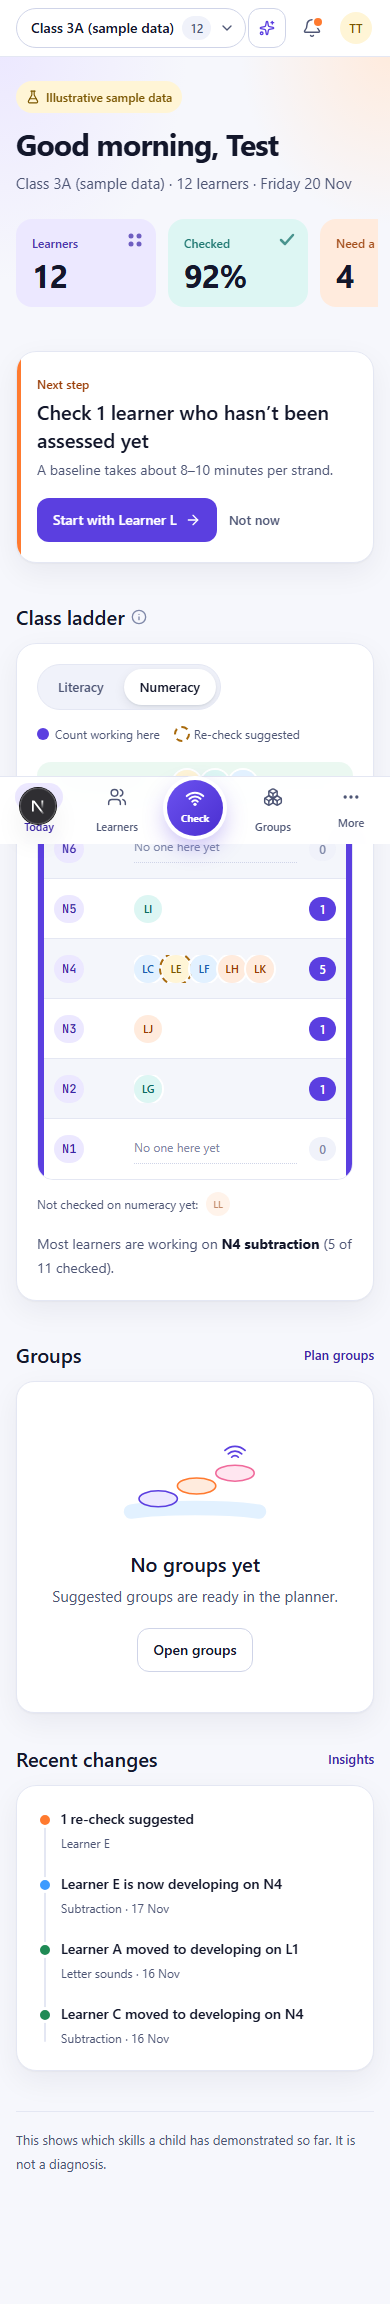 Class 3A (sample data) 12
TT
Illustrative sample data
Good morning, Test
Class 3A (sample data) · 12 learners · Friday 20 Nov
Learners
12
Checked
92%
Need a
4
Next step
Check 1 learner who hasn’t been
assessed yet
A baseline takes about 8–10 minutes per strand.
Start with Learner L
Not now
Class ladder
Literacy
Numeracy
Count working here
Re-check suggested
N
Today
Learners
Check
Groups
More
N6 No one here yet 0
N5 LI 1
N4 LC LE LF LH LK 5
N3 LJ 1
N2 LG 1
N1 No one here yet 0
Not checked on numeracy yet: LL
Most learners are working on N4 subtraction (5 of
11 checked).
Groups
Plan groups
No groups yet
Suggested groups are ready in the planner.
Open groups
Recent changes
Insights
1 re-check suggested
Learner E
Learner E is now developing on N4
Subtraction · 17 Nov
Learner A moved to developing on L1
Letter sounds · 16 Nov
Learner C moved to developing on N4
Subtraction · 16 Nov
This shows which skills a child has demonstrated so far. It is
not a diagnosis.